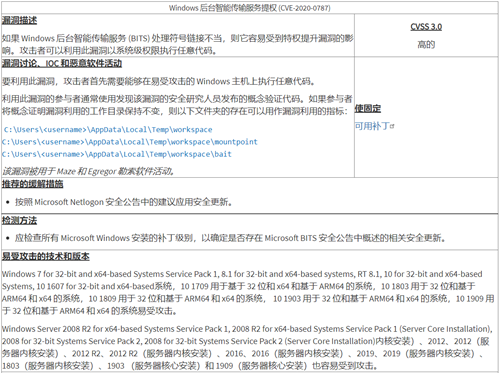 Windows 后台智能传输服务提权 (CVE-2020-0787)
漏洞描述
如果 Windows 后台智能传输服务 (BITS) 处理符号链接不当，则它容易受到特权提升漏洞的影
响。攻击者可以利用此漏洞以系统级权限执行任意代码。
CVSS 3.0
高的
漏洞讨论、IOC 和恶意软件活动
要利用此漏洞，攻击者首先需要能够在易受攻击的 Windows 主机上执行任意代码。
利用此漏洞的参与者通常使用发现该漏洞的安全研究人员发布的概念验证代码。如果参与者
将概念证明漏洞利用的工作目录保持不变，则以下文件夹的存在可以用作漏洞利用的指标：
C:\Users\<username>\AppData\Local\Temp\workspace
C:\Users\<username>\AppData\Local\Temp\workspace\mountpoint
C:\Users\<username>\AppData\Local\Temp\workspace\bait
该漏洞被用于 Maze 和 Egregor 勒索软件活动。
使固定
可用补丁
推荐的缓解措施
• 按照 Microsoft Netlogon 安全公告中的建议应用安全更新。
检测方法
• 应检查所有 Microsoft Windows 安装的补丁级别，以确定是否存在 Microsoft BITS 安全公告中概述的相关安全更新。
易受攻击的技术和版本
Windows 7 for 32-bit and x64-based Systems Service Pack 1, 8.1 for 32-bit and x64-based systems, RT 8.1, 10 for 32-bit and x64-based
Systems, 10 1607 for 32-bit and x64-based系统，10 1709 用于基于 32 位和 x64 和基于 ARM64 的系统，10 1803 用于 32 位和基于
ARM64 和 x64 的系统，10 1809 用于 32 位和基于 ARM64 和 x64 的系统，10 1903 用于 32 位和基于 ARM64 和 x64 的系统，10 1909 用
于 32 位和基于 ARM64 和 x64 的系统易受攻击。
Windows Server 2008 R2 for x64-based Systems Service Pack 1, 2008 R2 for x64-based Systems Service Pack 1 (Server Core Installation),
2008 for 32-bit Systems Service Pack 2, 2008 for 32-bit Systems Service Pack 2 (Server Core Installation)内核安装）、2012、2012（服务
器内核安装）、2012 R2、2012 R2（服务器内核安装）、2016、2016（服务器内核安装）、2019、2019（服务器内核安装）、
1803（服务器内核安装）、1903 （服务器核心安装）和 1909（服务器核心安装）也容易受到攻击。